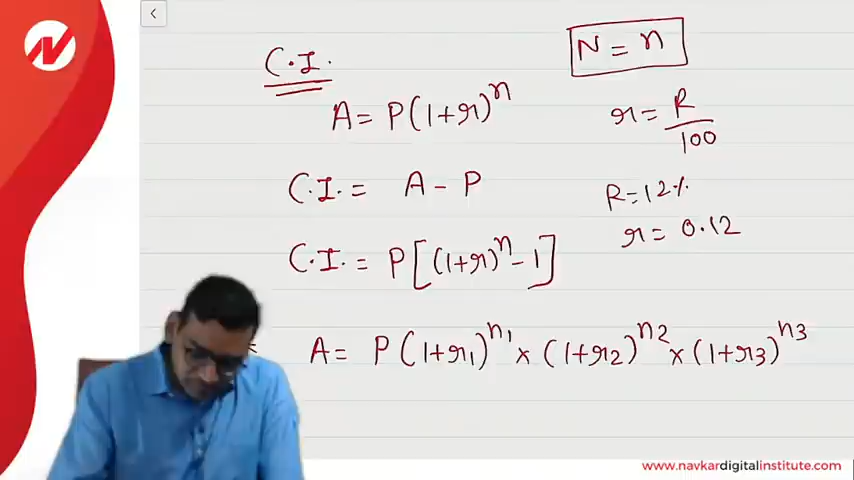 C.I.
N = n
A = P(1+r)^n
r = R/100
C.I. = A - P
R = 12%
r = 0.12
C.I. = P[(1+r)^n - 1]
A = P(1+r₁)^n₁ × (1+r₂)^n₂ × (1+r₃)^n₃
www.navkardigitalinstitute.com